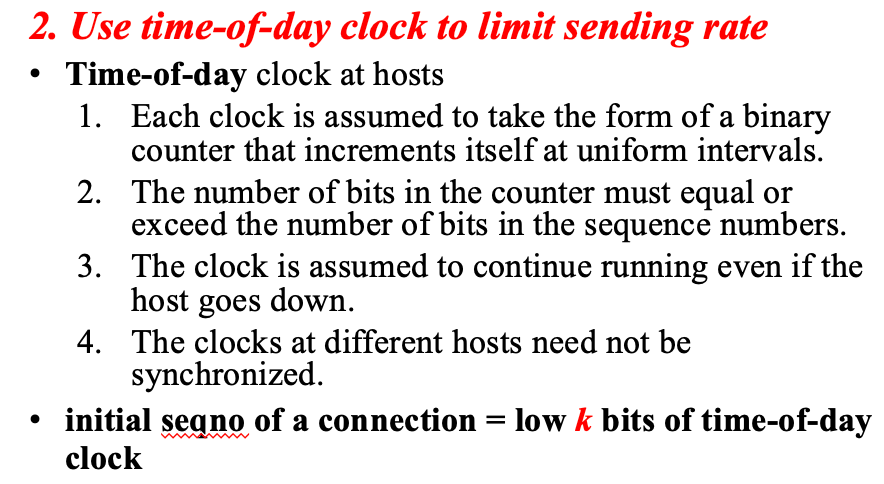 2. Use time-of-day clock to limit sending rate
• Time-of-day clock at hosts
1. Each clock is assumed to take the form of a binary
counter that increments itself at uniform intervals.
2. The number of bits in the counter must equal or
exceed the number of bits in the sequence numbers.
3. The clock is assumed to continue running even if the
host goes down.
4. The clocks at different hosts need not be
synchronized.
• initial seqno of a connection = low k bits of time-of-day
clock